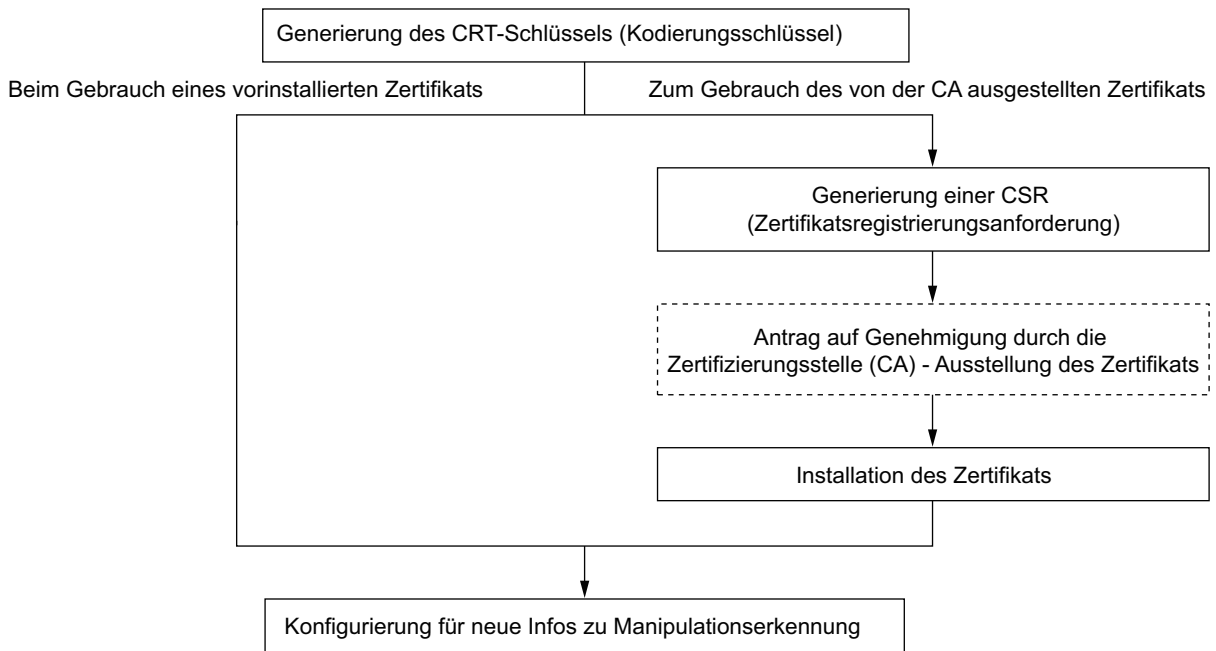 Generierung des CRT-Schlüssels (Kodierungsschlüssel)
Beim Gebrauch eines vorinstallierten Zertifikats
Zum Gebrauch des von der CA ausgestellten Zertifikats
Generierung einer CSR
(Zertifikatsregistrierungsanforderung)
Antrag auf Genehmigung durch die
Zertifizierungsstelle (CA) - Ausstellung des Zertifikats
Installation des Zertifikats
Konfigurierung für neue Infos zu Manipulationserkennung